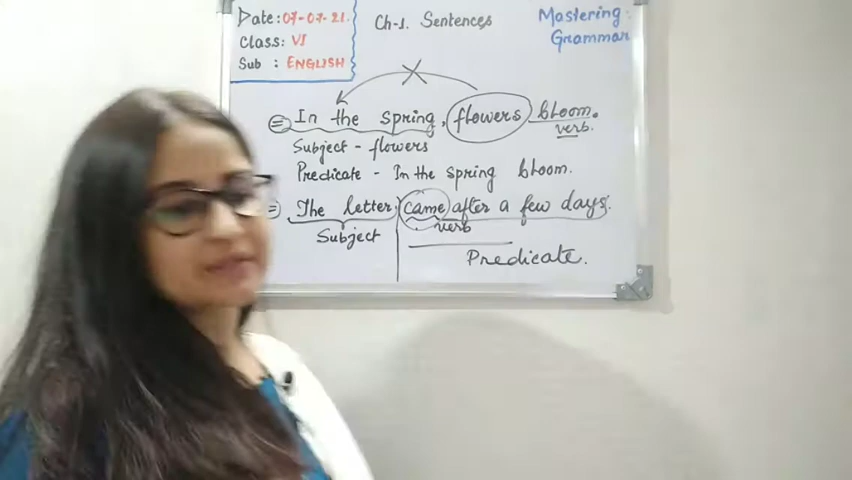 Date: 07-07-21.
Class: VI
Sub : ENGLISH
Ch-1. Sentences
Mastering
Grammar
In the spring, flowers bloom.
verb.
Subject - flowers
Predicate - In the spring bloom.
The letter came after a few days.
Subject
verb
Predicate.